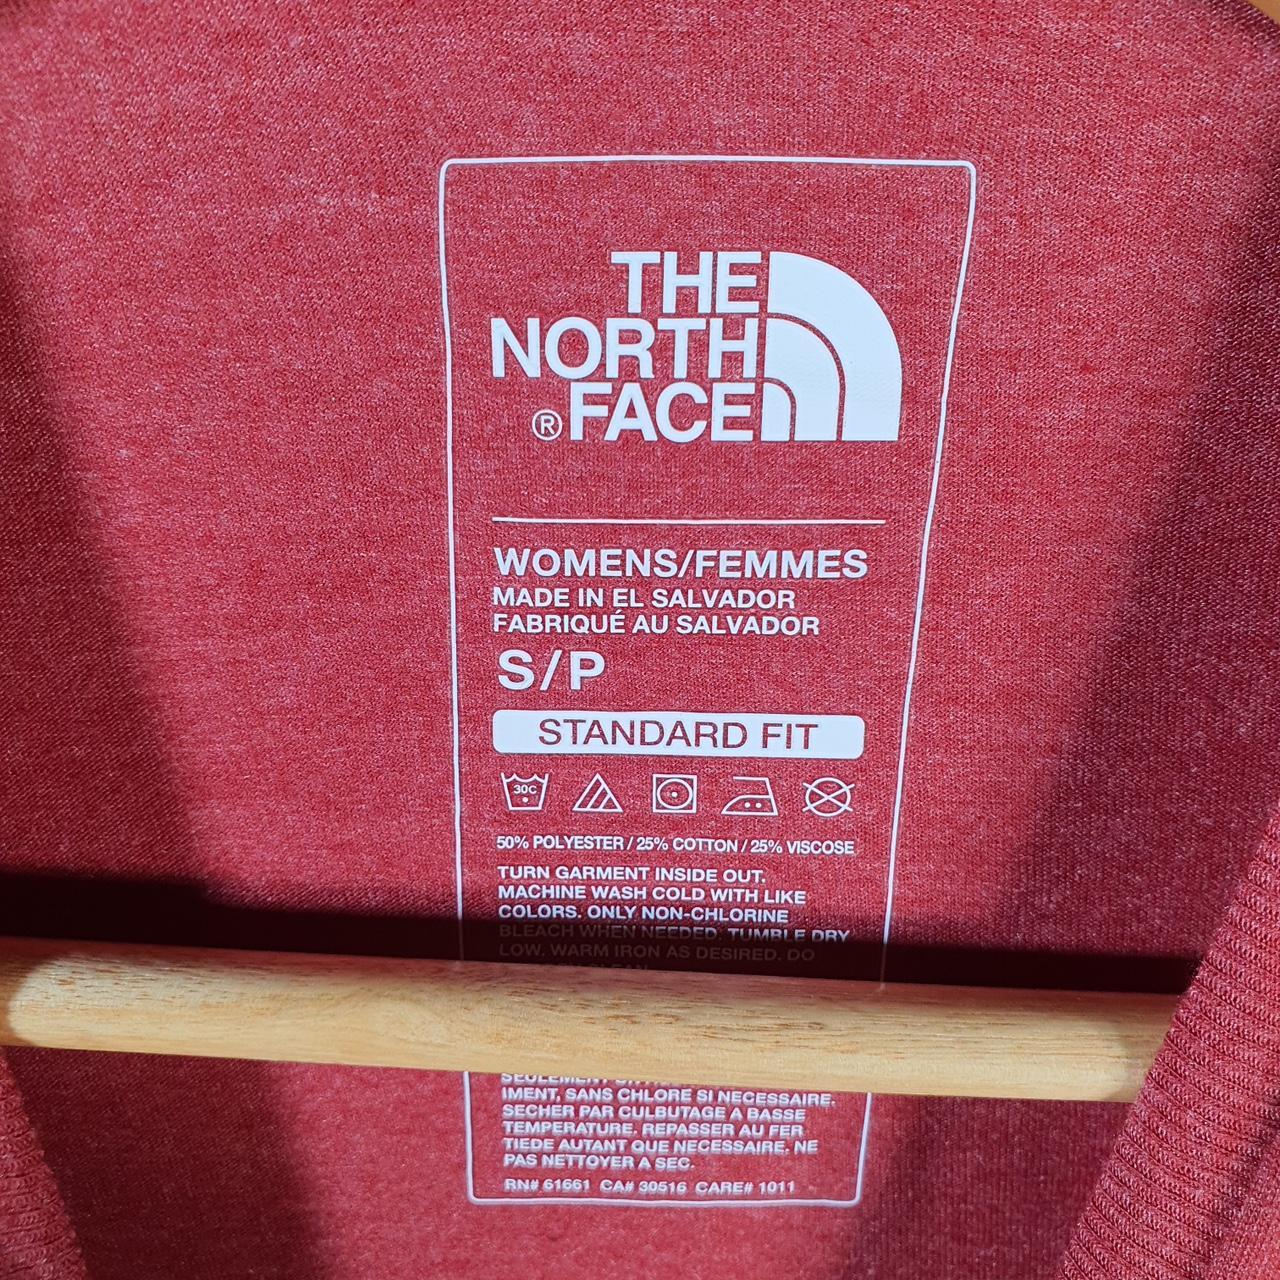 THE
NORTH
®FACE
WOMENS/FEMMES
MADE IN EL SALVADOR
FABRIQUÉ AU SALVADOR
S/P
STANDARD FIT
30C
50% POLYESTER / 25% COTTON / 25% VISCOSE
TURN GARMENT INSIDE OUT.
MACHINE WASH COLD WITH LIKE
COLORS. ONLY NON-CHLORINE
BLEACH WHEN NEEDED. TUMBLE DRY
LOW. WARM IRON AS DESIRED. DO
SEULEMENT
IMENT, SANS CHLORE SI NECESSAIRE.
SECHER PAR CULBUTAGE A BASSE
TEMPERATURE. REPASSER AU FER
TIEDE AUTANT QUE NECESSAIRE. NE
PAS NETTOYER A SEC.
RN# 61661 CA# 30516 CARE# 1011